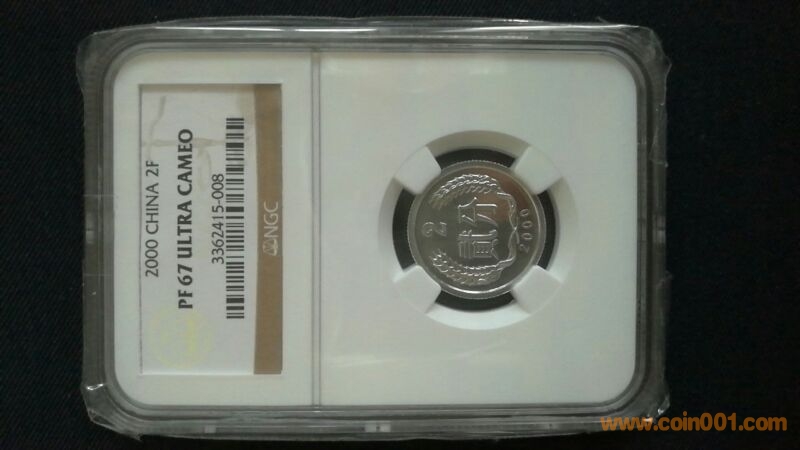 2000 CHINA 2F
PF 67 ULTRA CAMEO
3362415-008
NGC
2
贰分
2000
www.coin001.com